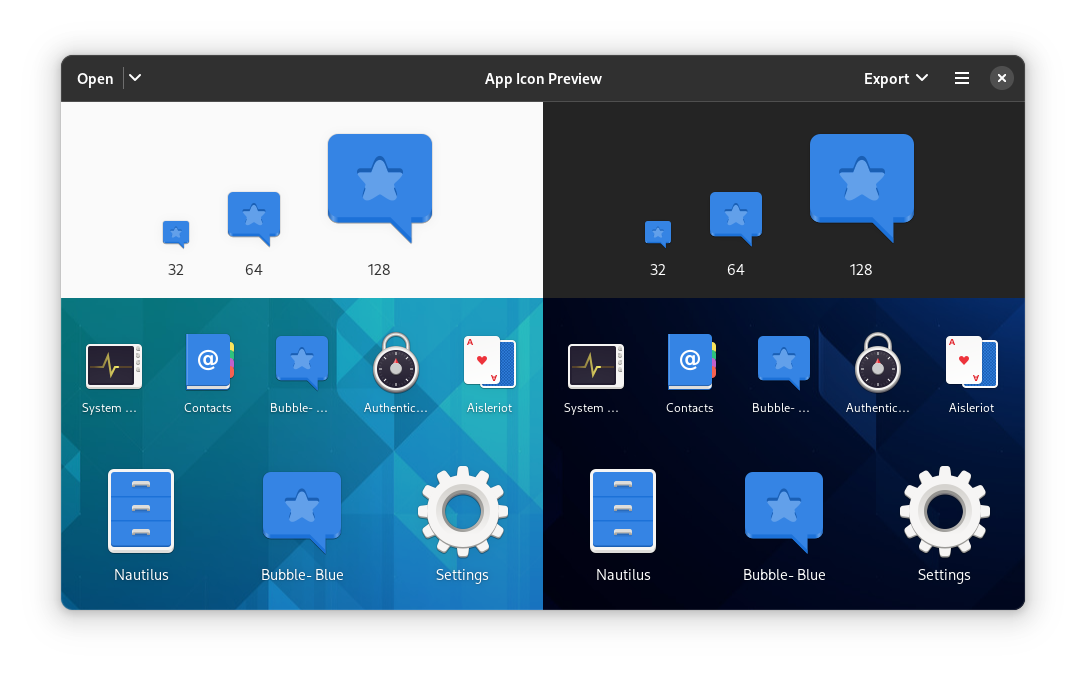 Open
App Icon Preview
Export
32 64 128
32 64 128
@
A
A
@
A
A
System ... Contacts Bubble- ... Authentic... Aisleriot
System ... Contacts Bubble- ... Authentic... Aisleriot
Nautilus Bubble- Blue Settings
Nautilus Bubble- Blue Settings